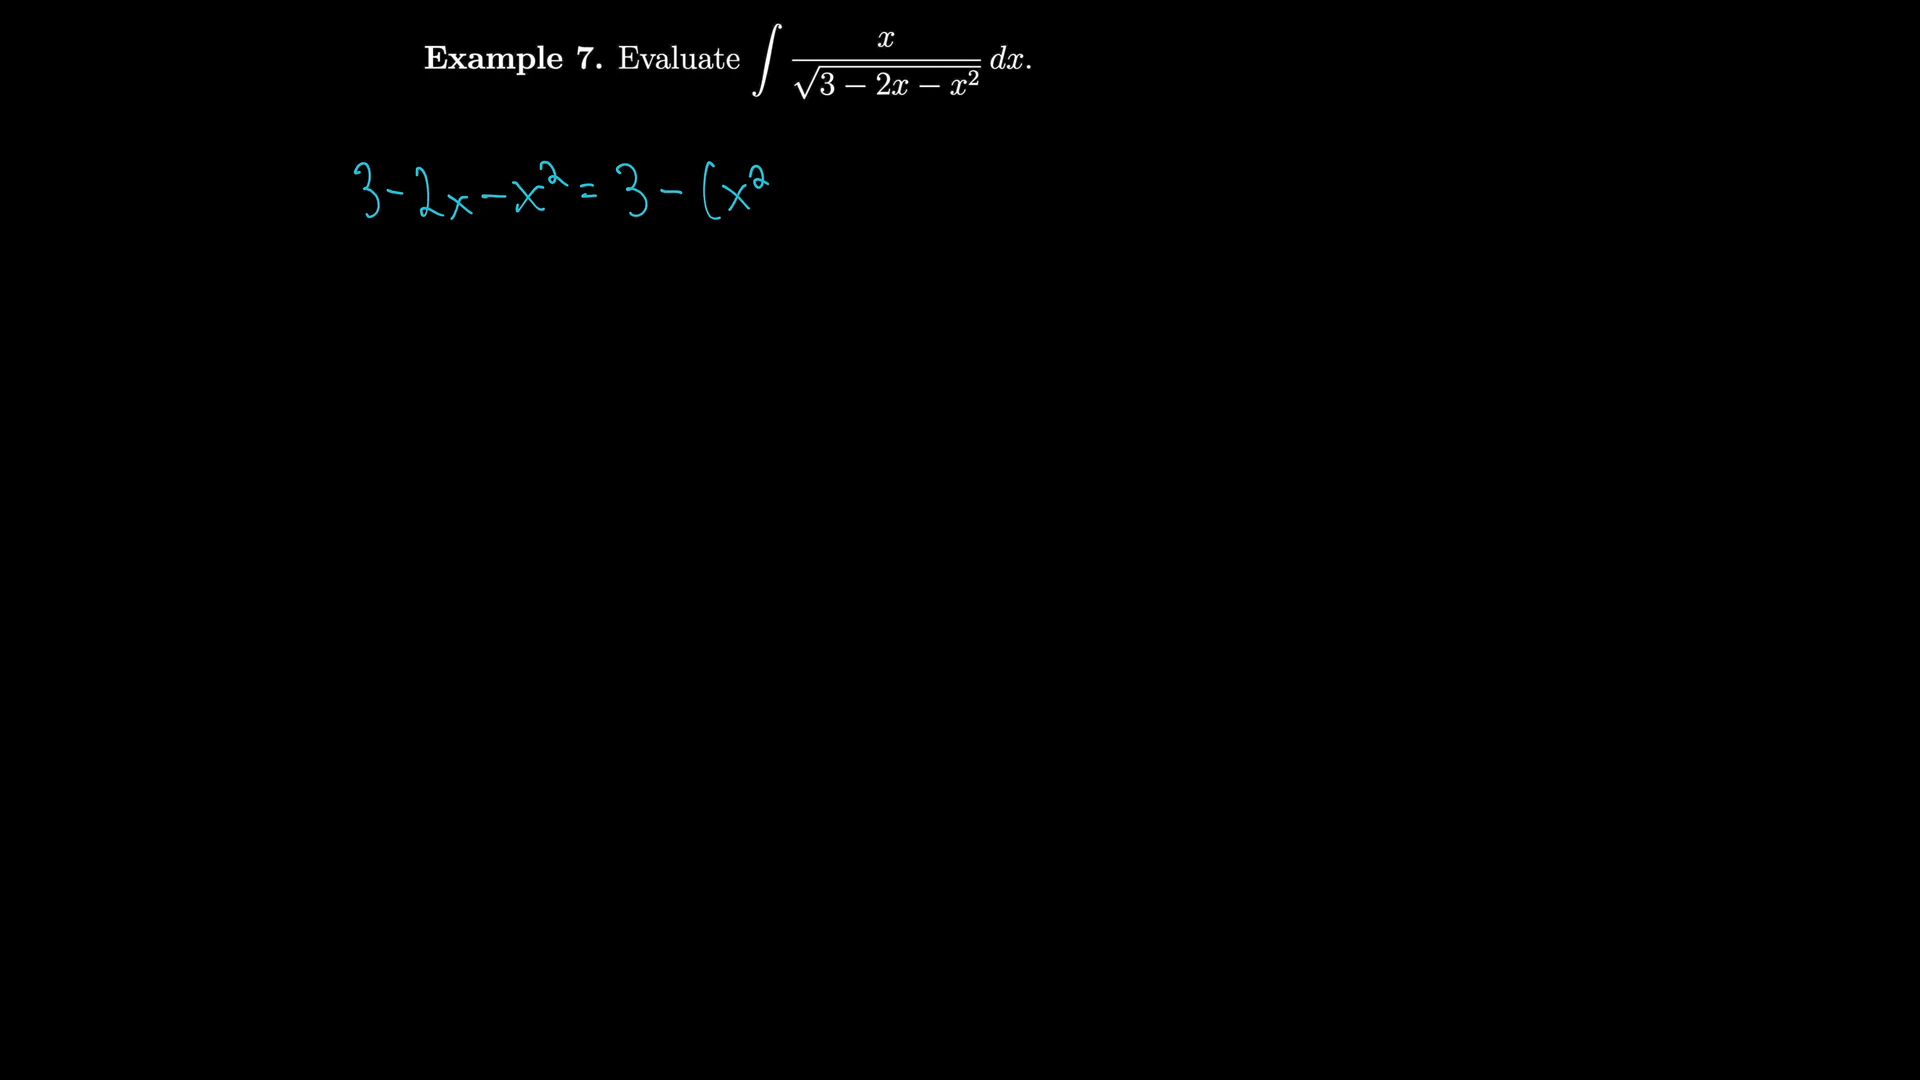 Example 7. Evaluate ∫ x/√(3 − 2x − x²) dx.
3 - 2x - x² = 3 - (x²